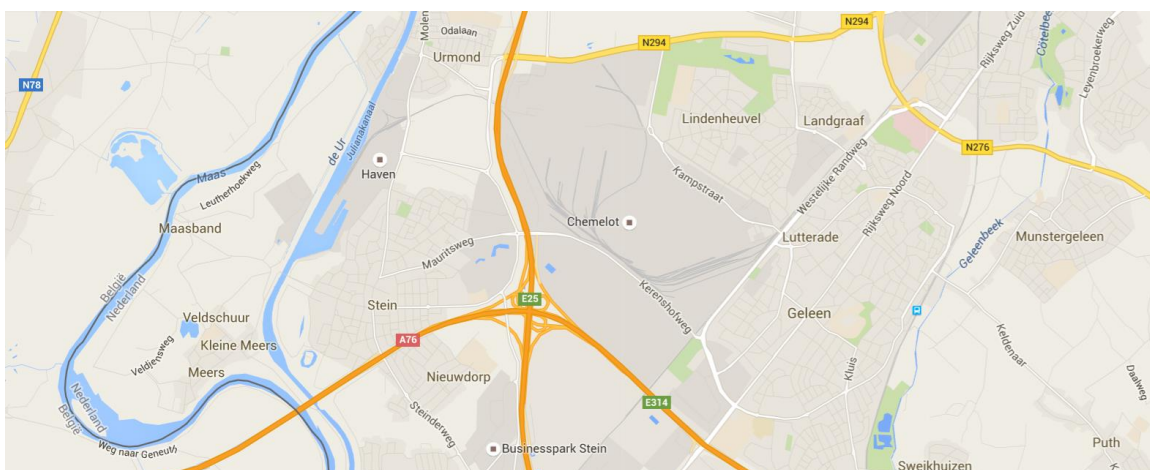 Molen
Odalaan
Urmond
N294
N294
N78
Rijksweg Zuid
Cötelbeek
Leyenbroekerweg
Lindenheuvel
Landgraaf
N276
de Ur
Julianakanaal
Haven
Maas
Leutherhoekweg
Kampstraat
Westelijke Randweg
Maasband
Chemelot
Rijksweg Noord
Lutterade
Geleenbeek
Munstergeleen
Mauritsweg
België
Nederland
Kerenshofweg
Stein
E25
Veldschuur
Geleen
A76
Kleine Meers
Veldjensweg
Meers
Keldenaar
Kluis
Daalweg
Nieuwdorp
E314
Nederland
België
Steinderweg
Weg naar Geneuth
Businesspark Stein
Puth
Sweikhuizen